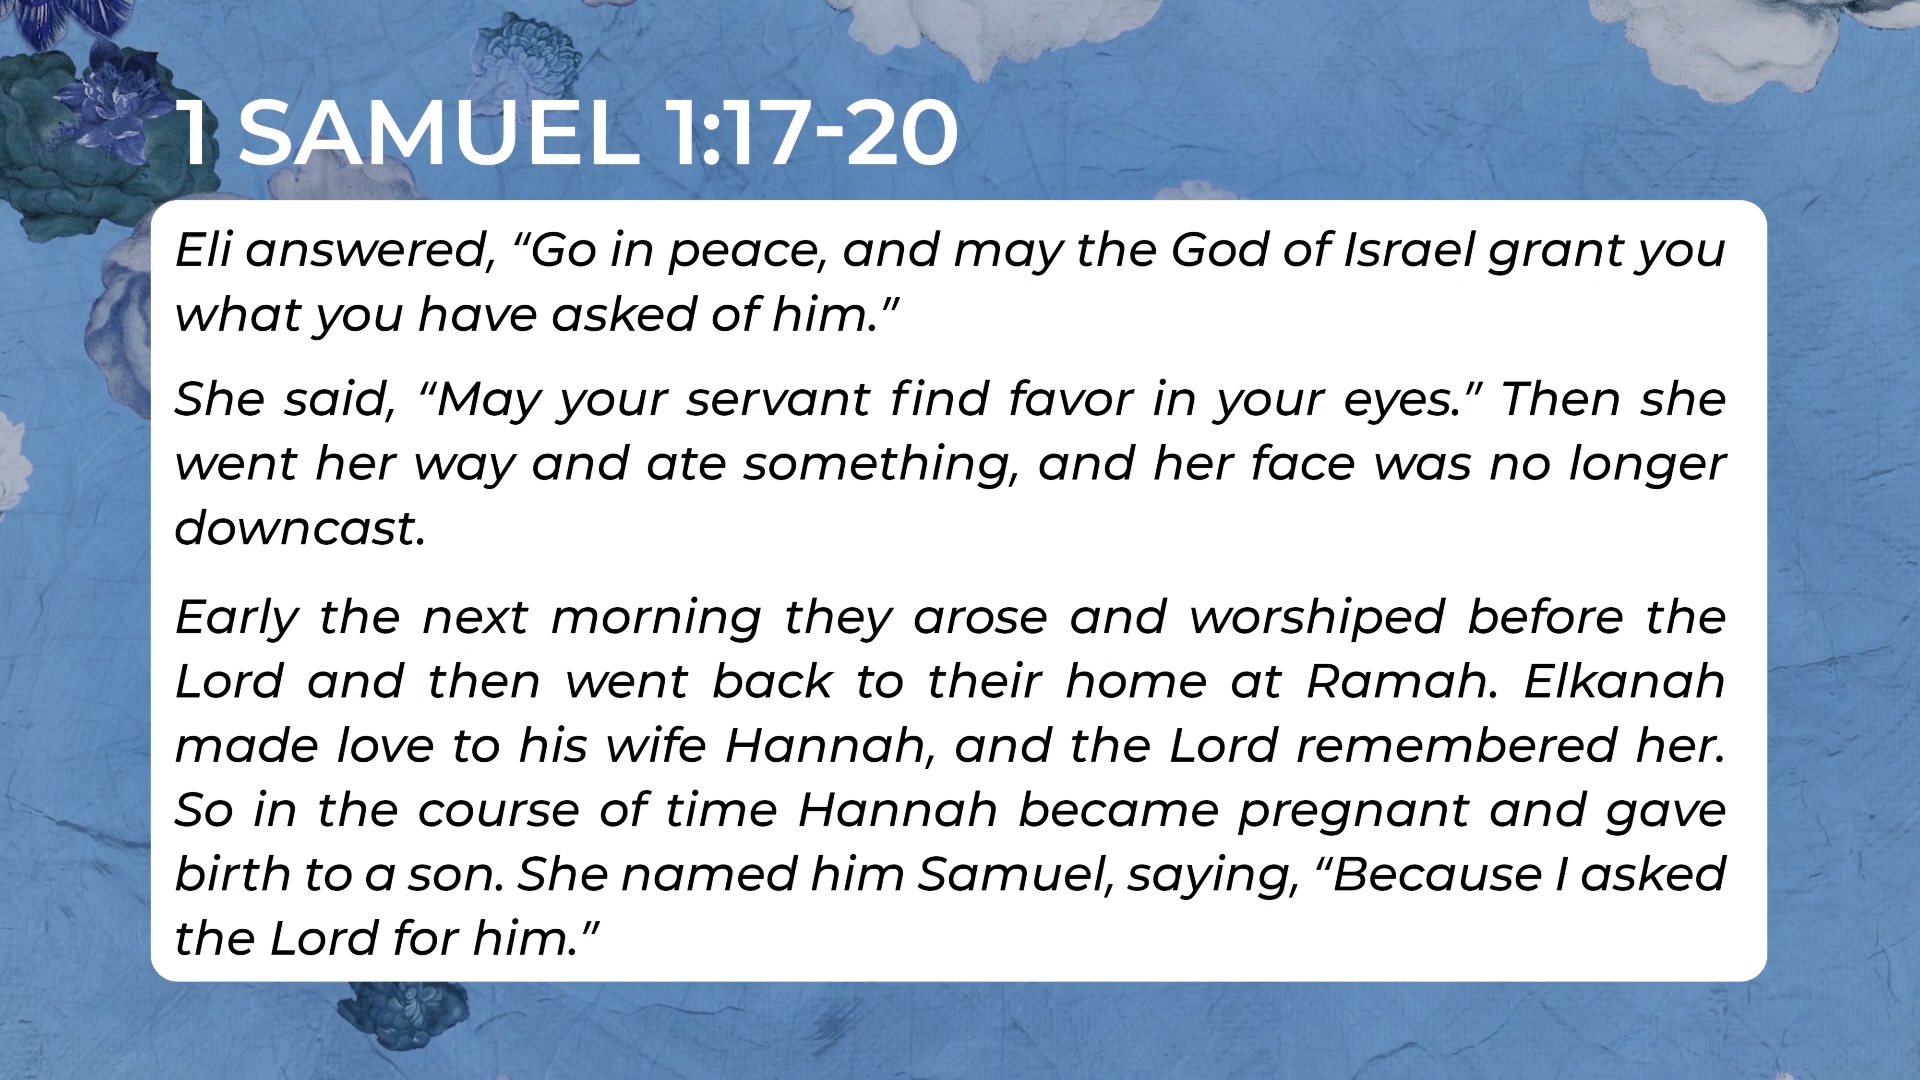 1 SAMUEL 1:17-20
Eli answered, “Go in peace, and may the God of Israel grant you
what you have asked of him.”
She said, “May your servant find favor in your eyes.” Then she
went her way and ate something, and her face was no longer
downcast.
Early the next morning they arose and worshiped before the
Lord and then went back to their home at Ramah. Elkanah
made love to his wife Hannah, and the Lord remembered her.
So in the course of time Hannah became pregnant and gave
birth to a son. She named him Samuel, saying, “Because I asked
the Lord for him.”